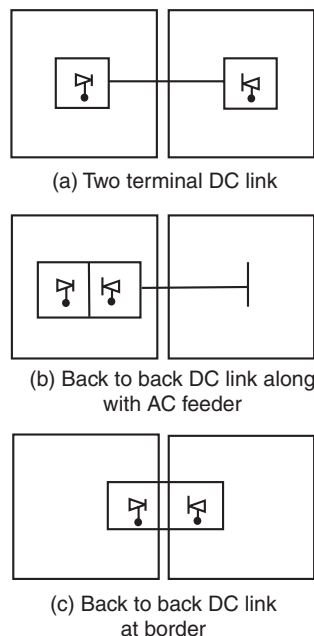 (a) Two terminal DC link
(b) Back to back DC link along
with AC feeder
(c) Back to back DC link
at border